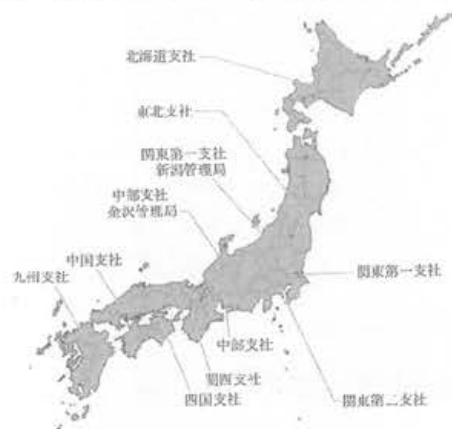 北海道支社
東北支社
関東第一支社
新潟管理局
中部支社
金沢管理局
中国支社
九州支社
関東第一支社
中部支社
関西支社
四国支社
関東第二支社